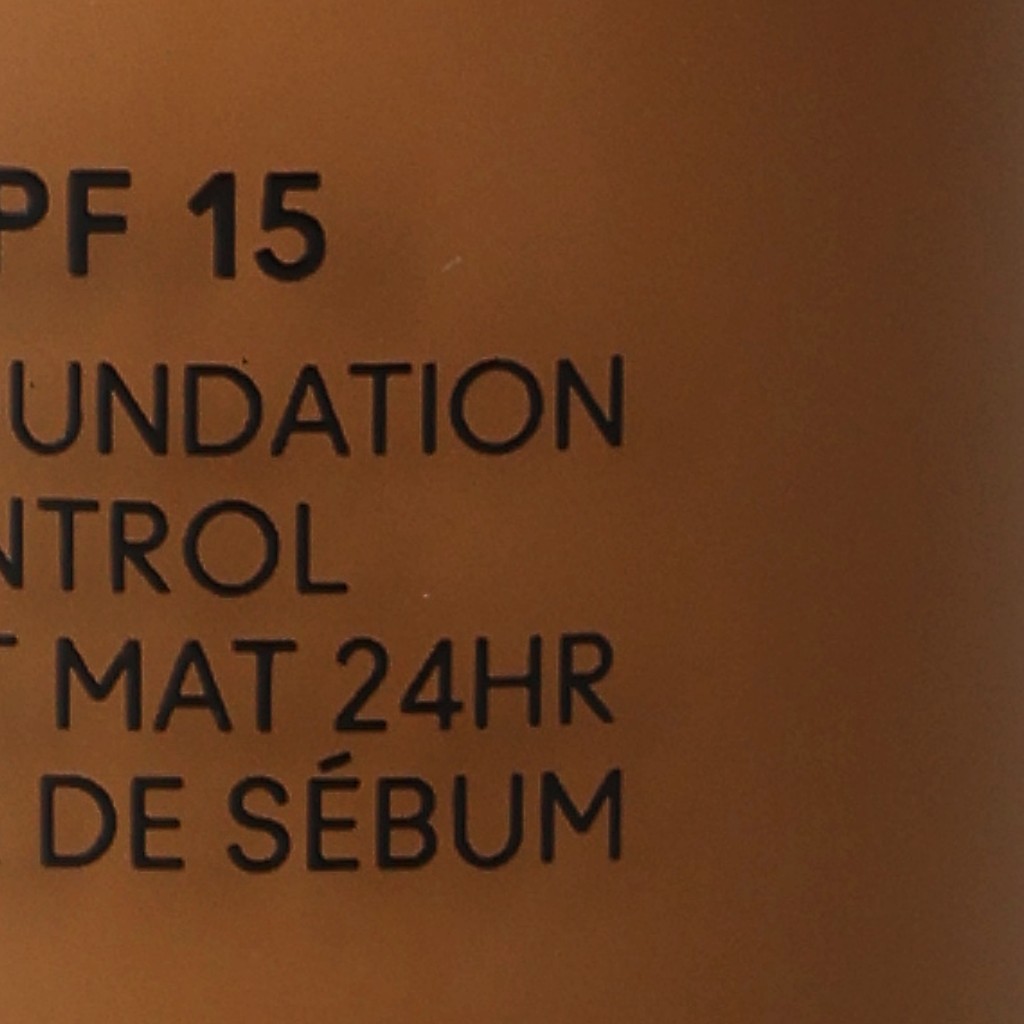 PF 15
UNDATION
NTROL
T MAT 24HR
DE SÉBUM